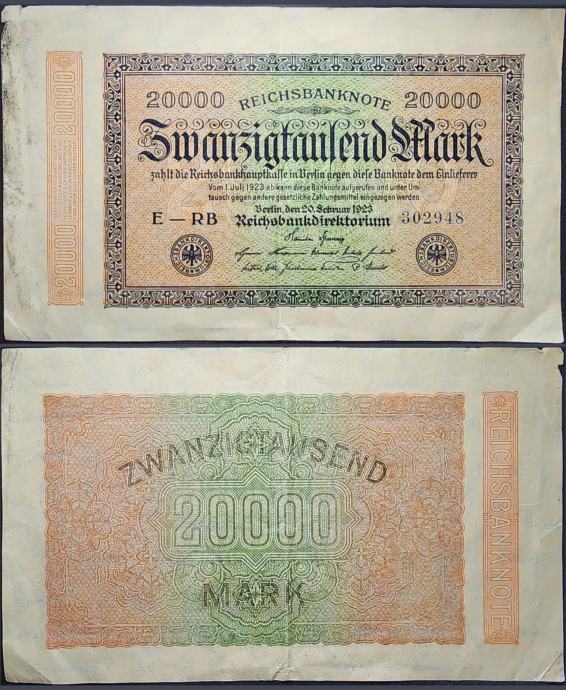 20000 REICHSBANKNOTE 20000
Zwanzigtausend Mark
zahlt die Reichsbankhauptkasse in Berlin gegen diese Banknote dem Einlieferer
Vom 1. Juli 1923 ab kann diese Banknote aufgerufen und unter Um-
tausch gegen andere gesetzliche Zahlungsmittel eingezogen werden
Berlin, den 20. Februar 1923
E — RB Reichsbankdirektorium 302948
20000 20000
ZWANZIGTAUSEND
20000
MARK
REICHSBANKNOTE